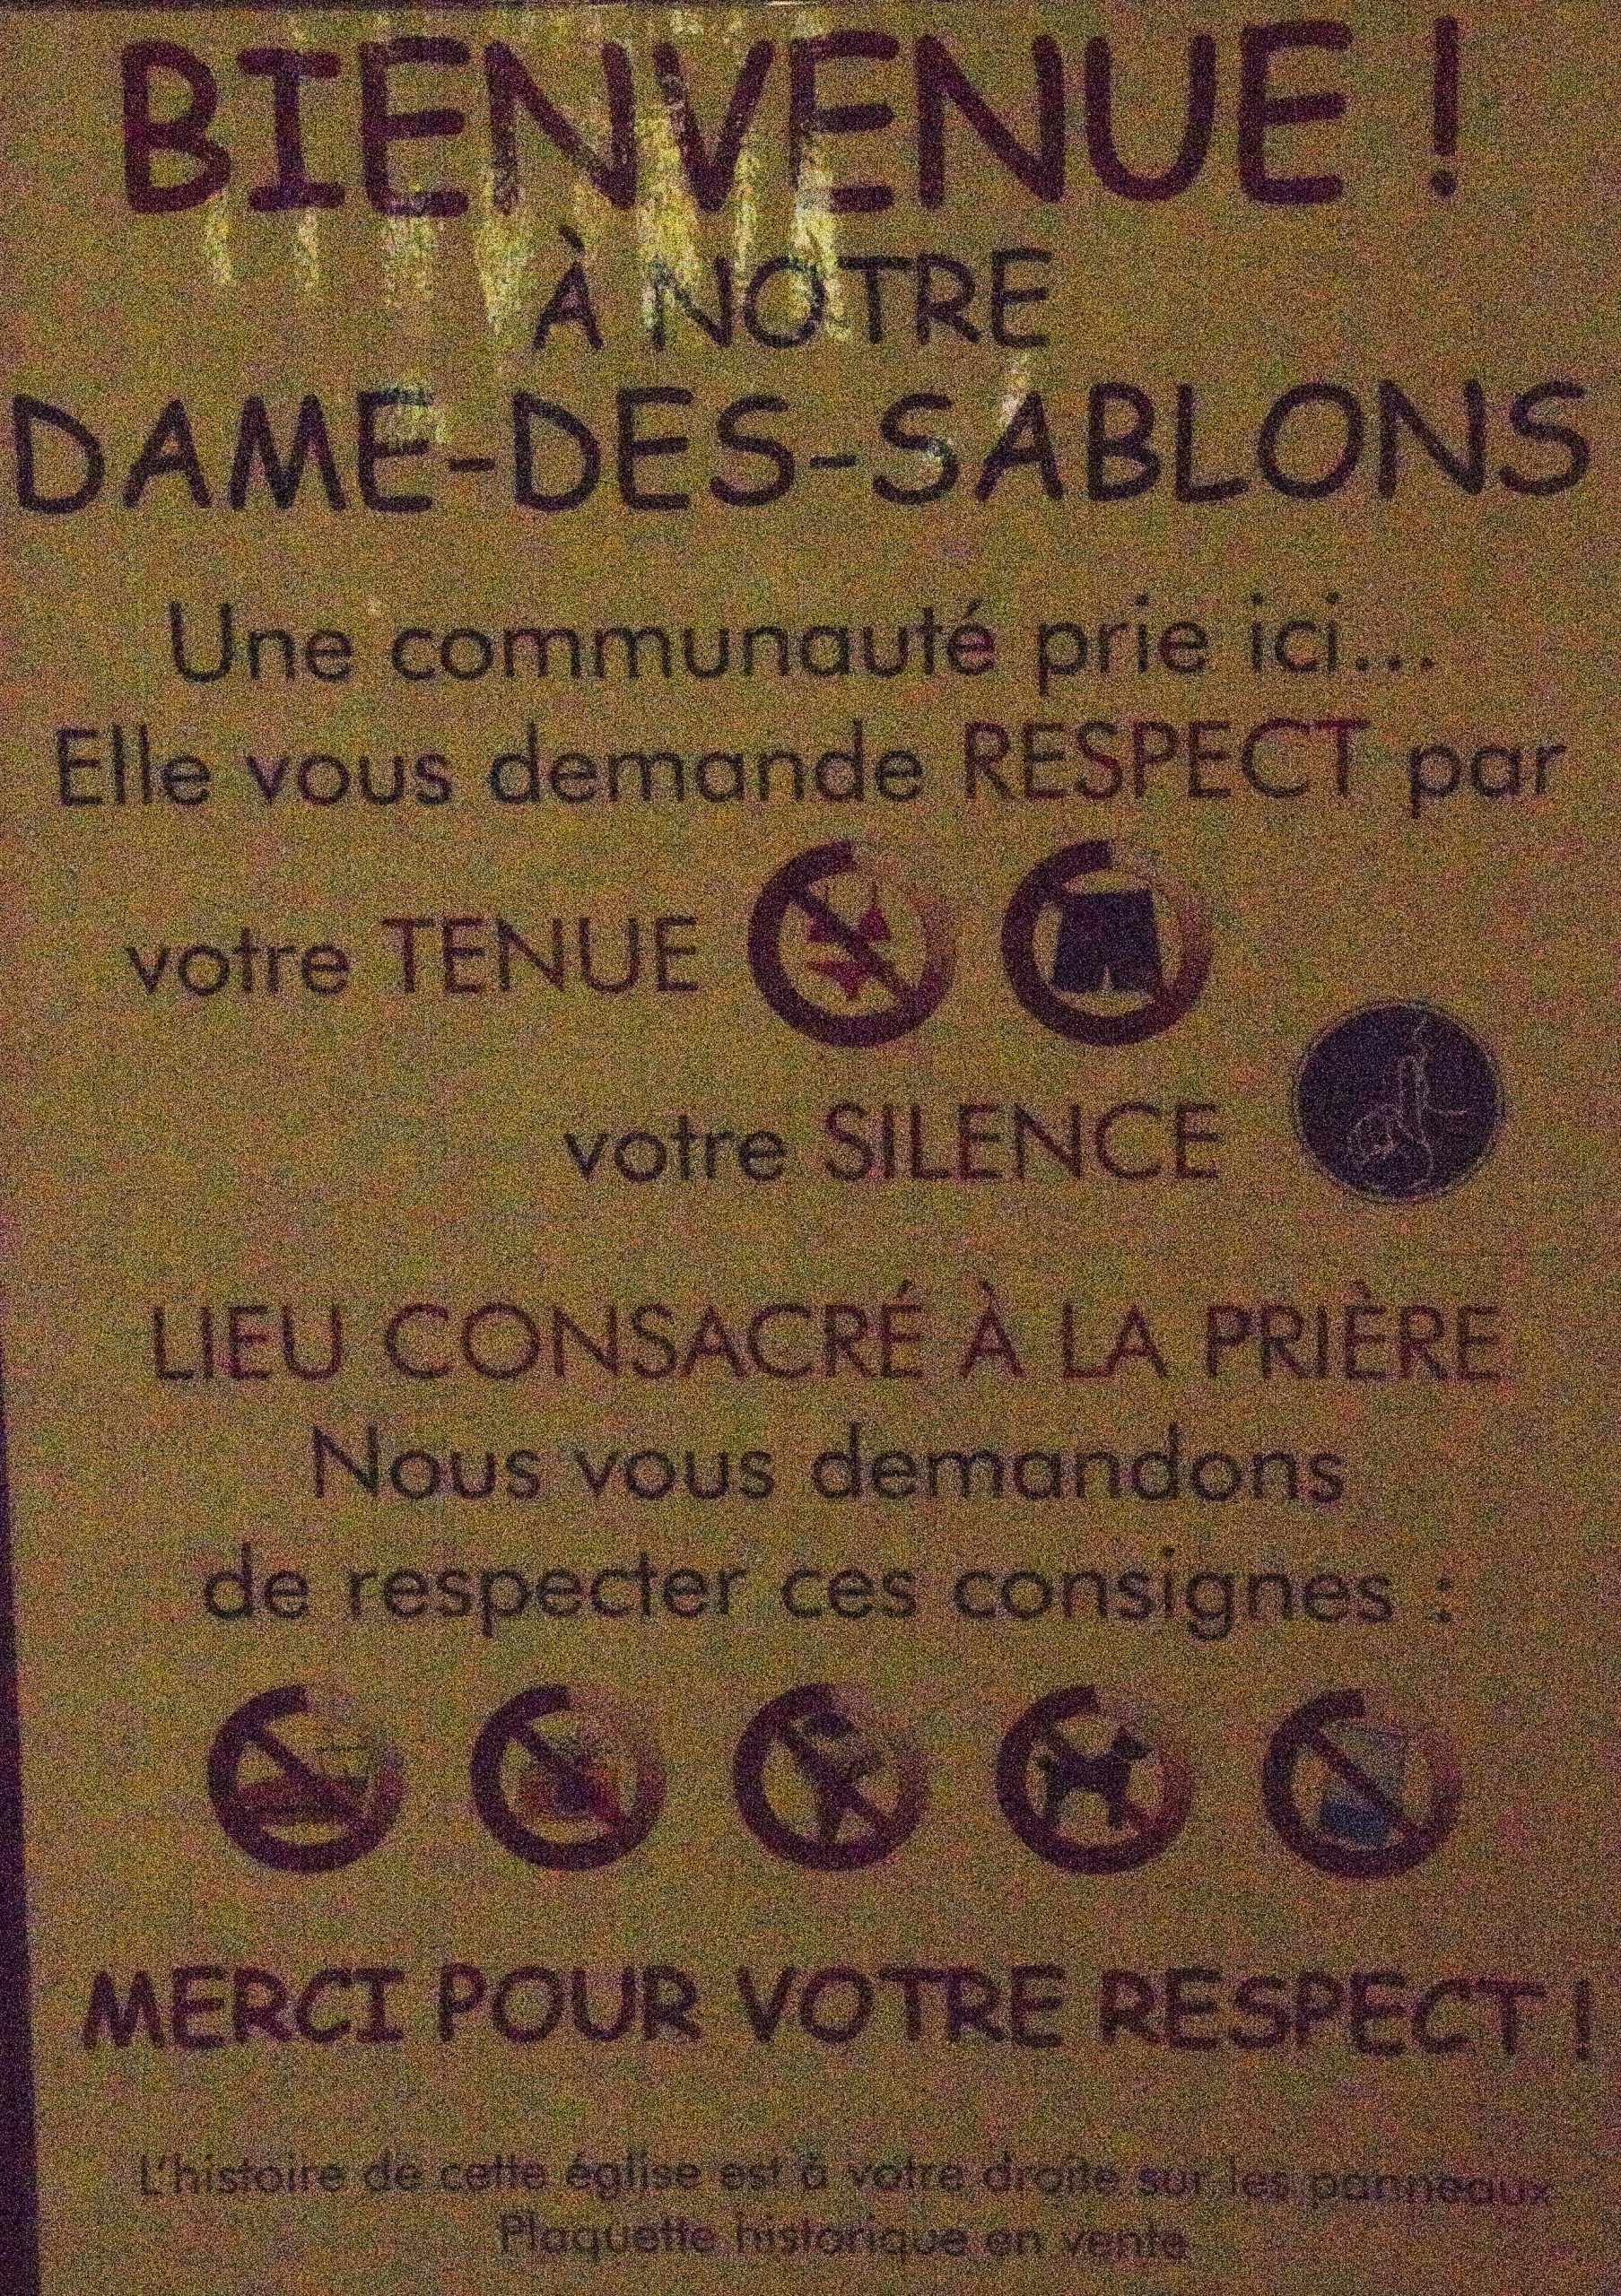 BIENVENUE !
À NOTRE
DAME-DES-SABLONS
Une communauté prie ici...
Elle vous demande RESPECT par
votre TENUE
votre SILENCE
LIEU CONSACRÉ À LA PRIÈRE
Nous vous demandons
de respecter ces consignes :
MERCI POUR VOTRE RESPECT !
L'histoire de cette église est à votre droite sur les panneaux
Plaquette historique en vente